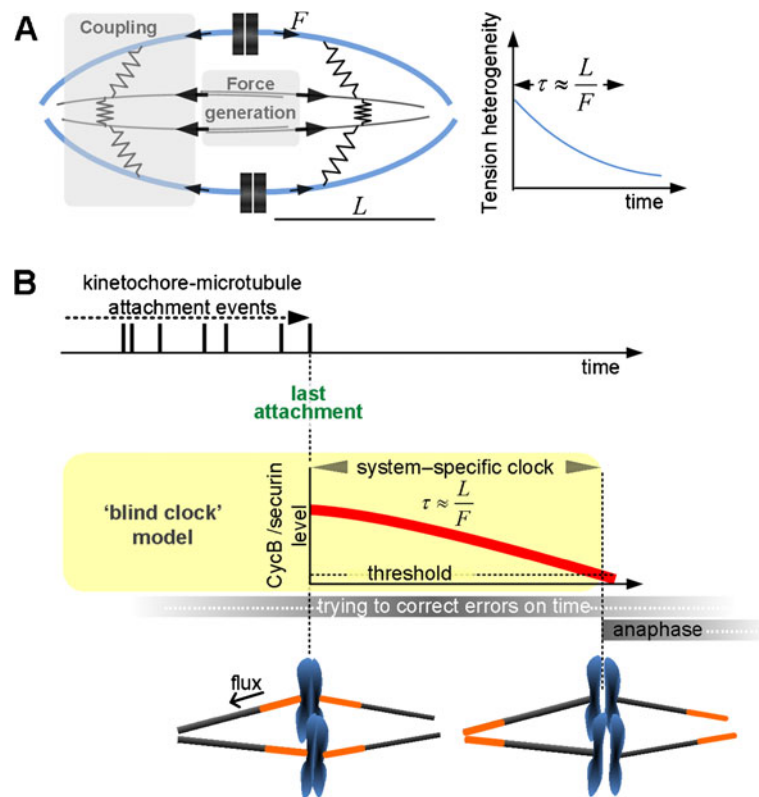 A
Coupling
F
Force
generation
L
Tension heterogeneity
τ ≈ L/F
time
B
kinetochore-microtubule
attachment events
time
last
attachment
'blind clock'
model
CycB /securin
level
system–specific clock
τ ≈ L/F
threshold
trying to correct errors on time
anaphase
flux